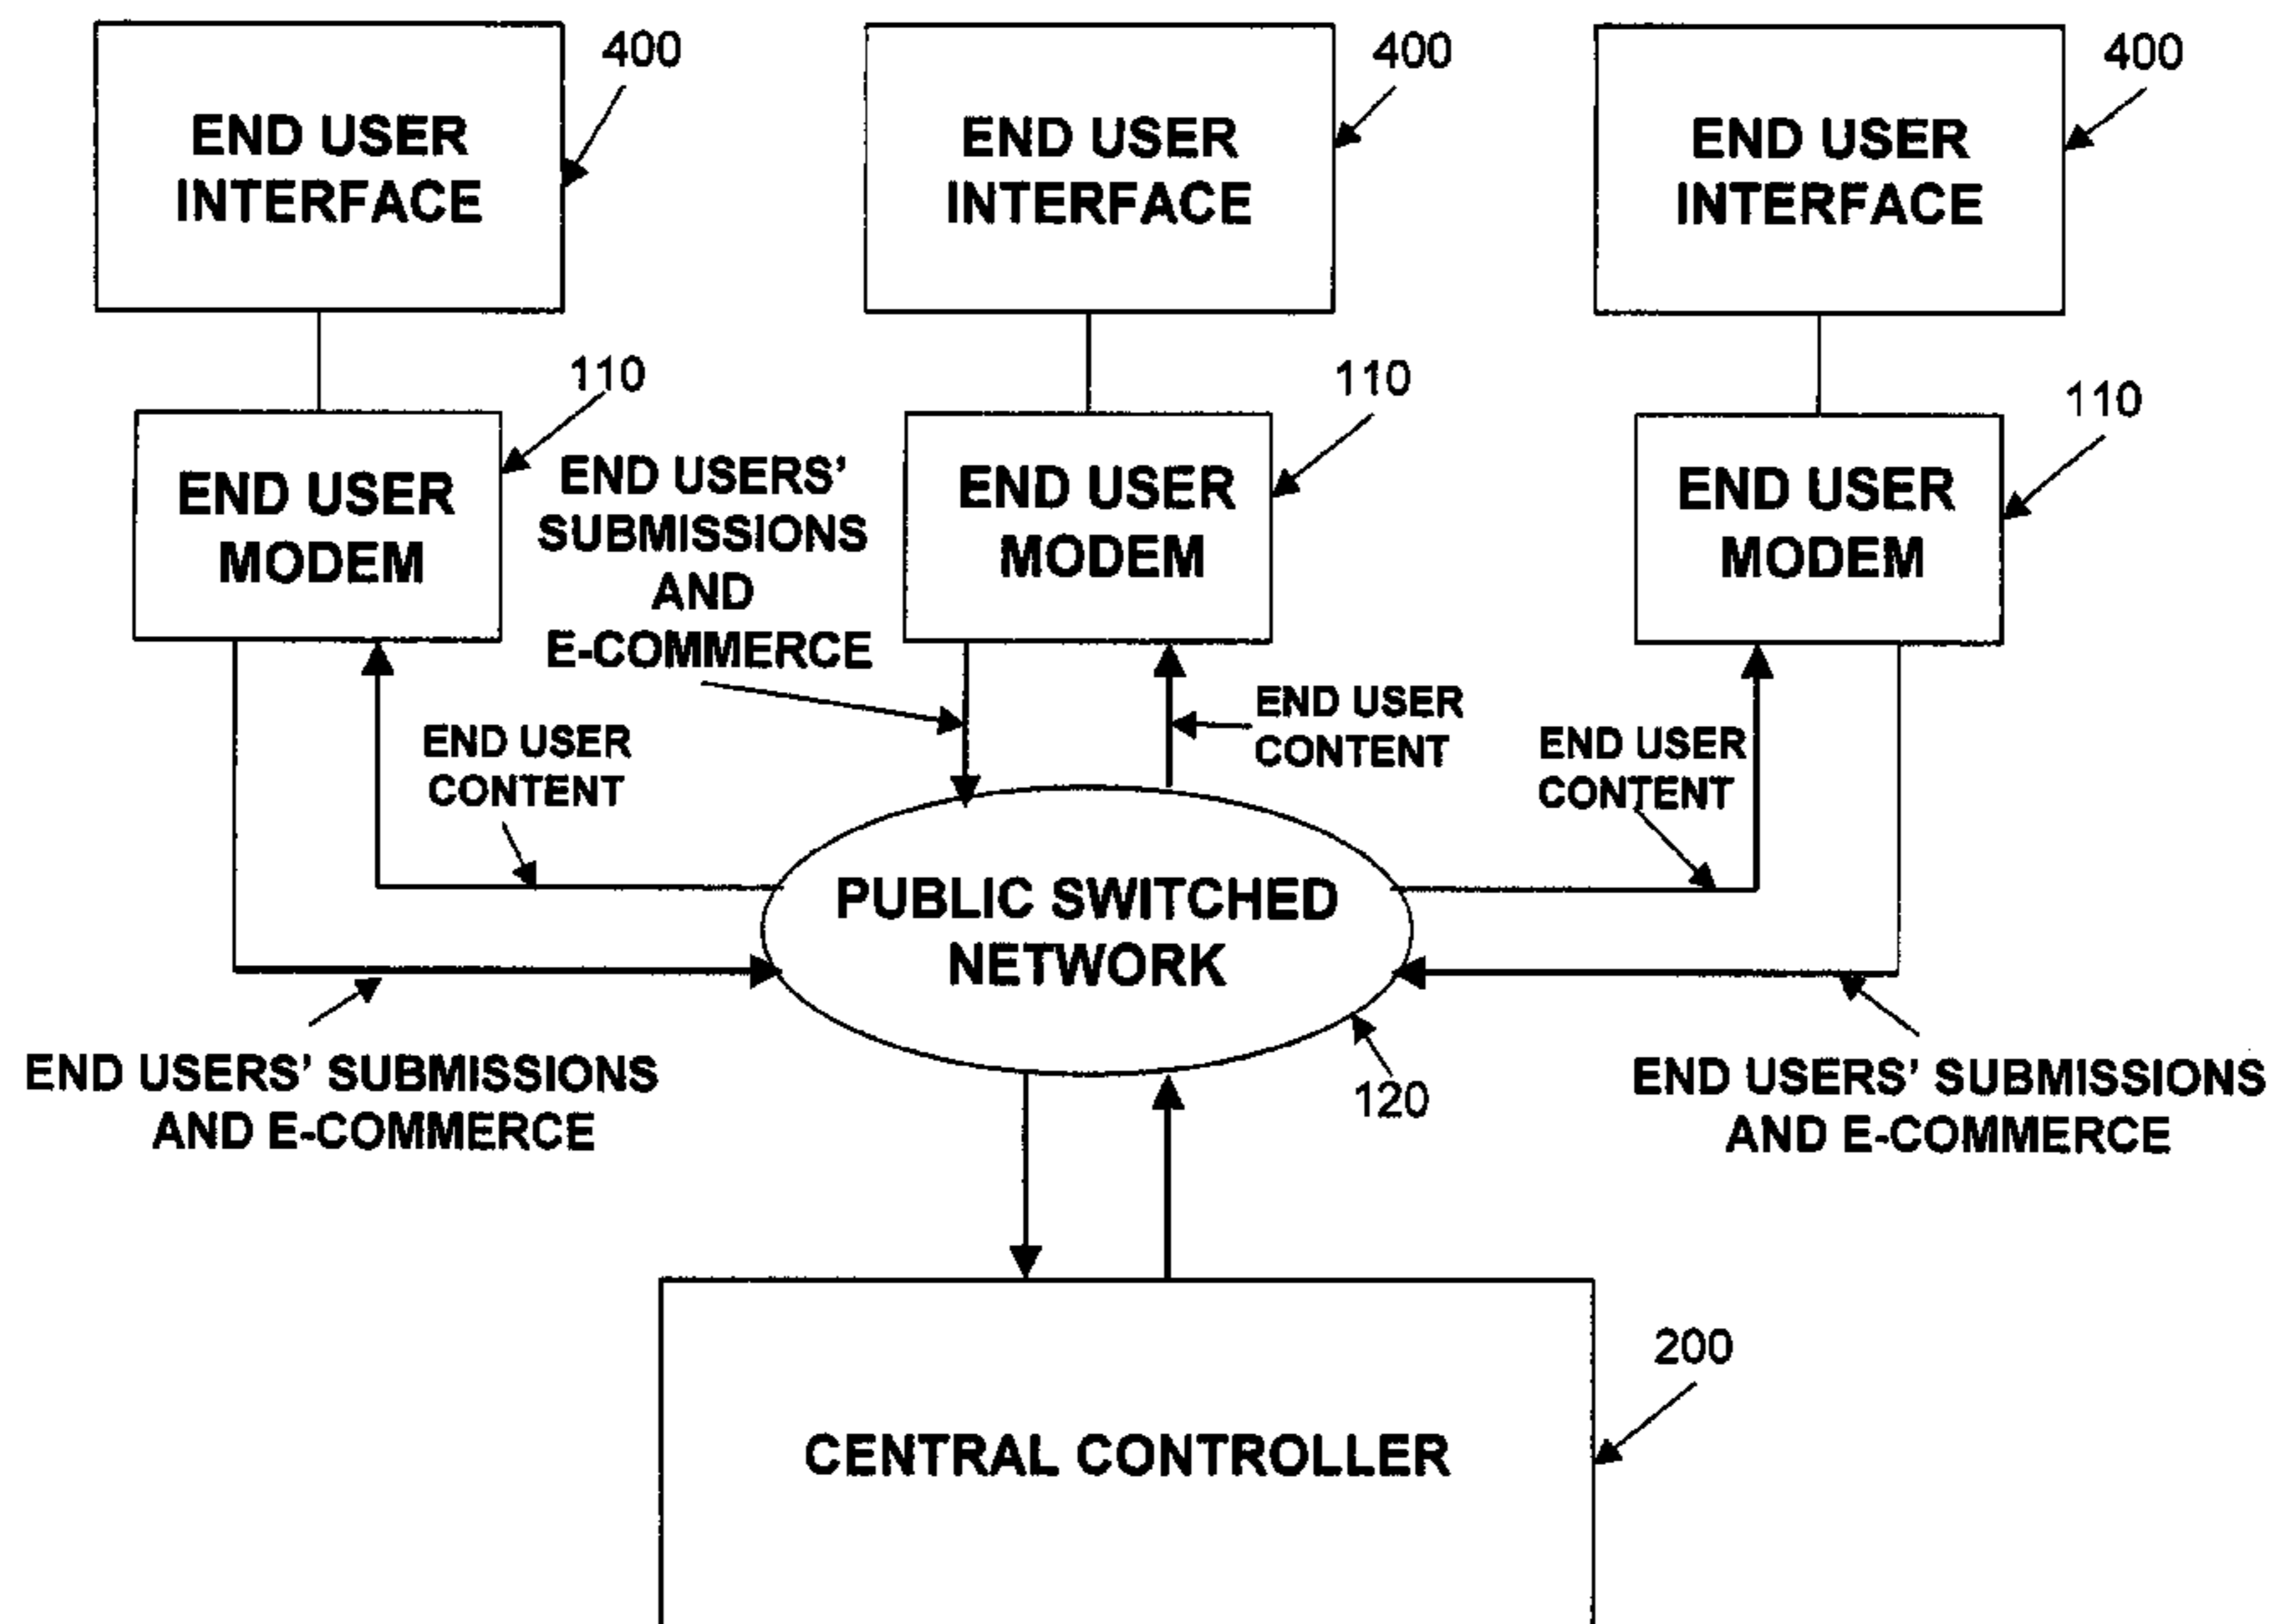 400
400
400
END USER
INTERFACE
END USER
INTERFACE
END USER
INTERFACE
110
110
110
END USER
MODEM
END USERS’
SUBMISSIONS
AND
E-COMMERCE
END USER
MODEM
END USER
MODEM
END USER
CONTENT
END USER
CONTENT
END USER
CONTENT
PUBLIC SWITCHED
NETWORK
END USERS’ SUBMISSIONS
AND E-COMMERCE
120
END USERS’ SUBMISSIONS
AND E-COMMERCE
200
CENTRAL CONTROLLER